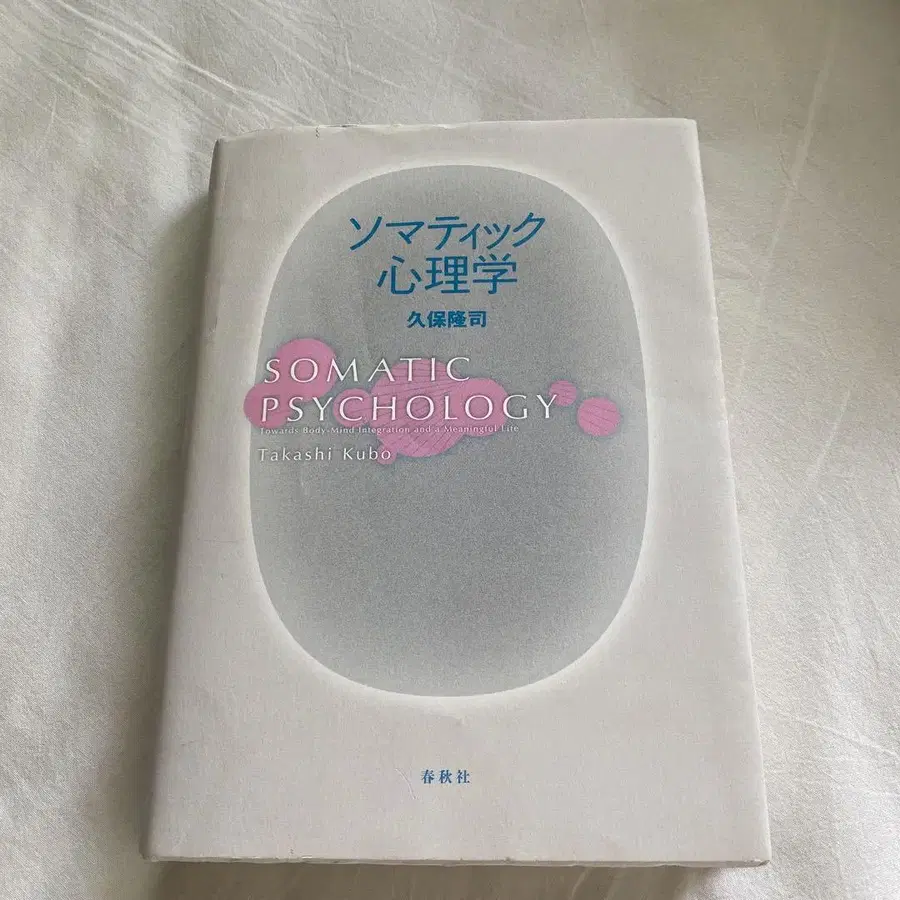 ソマティック
心理学
久保隆司
SOMATIC
PSYCHOLOGY
Towards Body-Mind Integration and a Meaningful Life
Takashi Kubo
春秋社